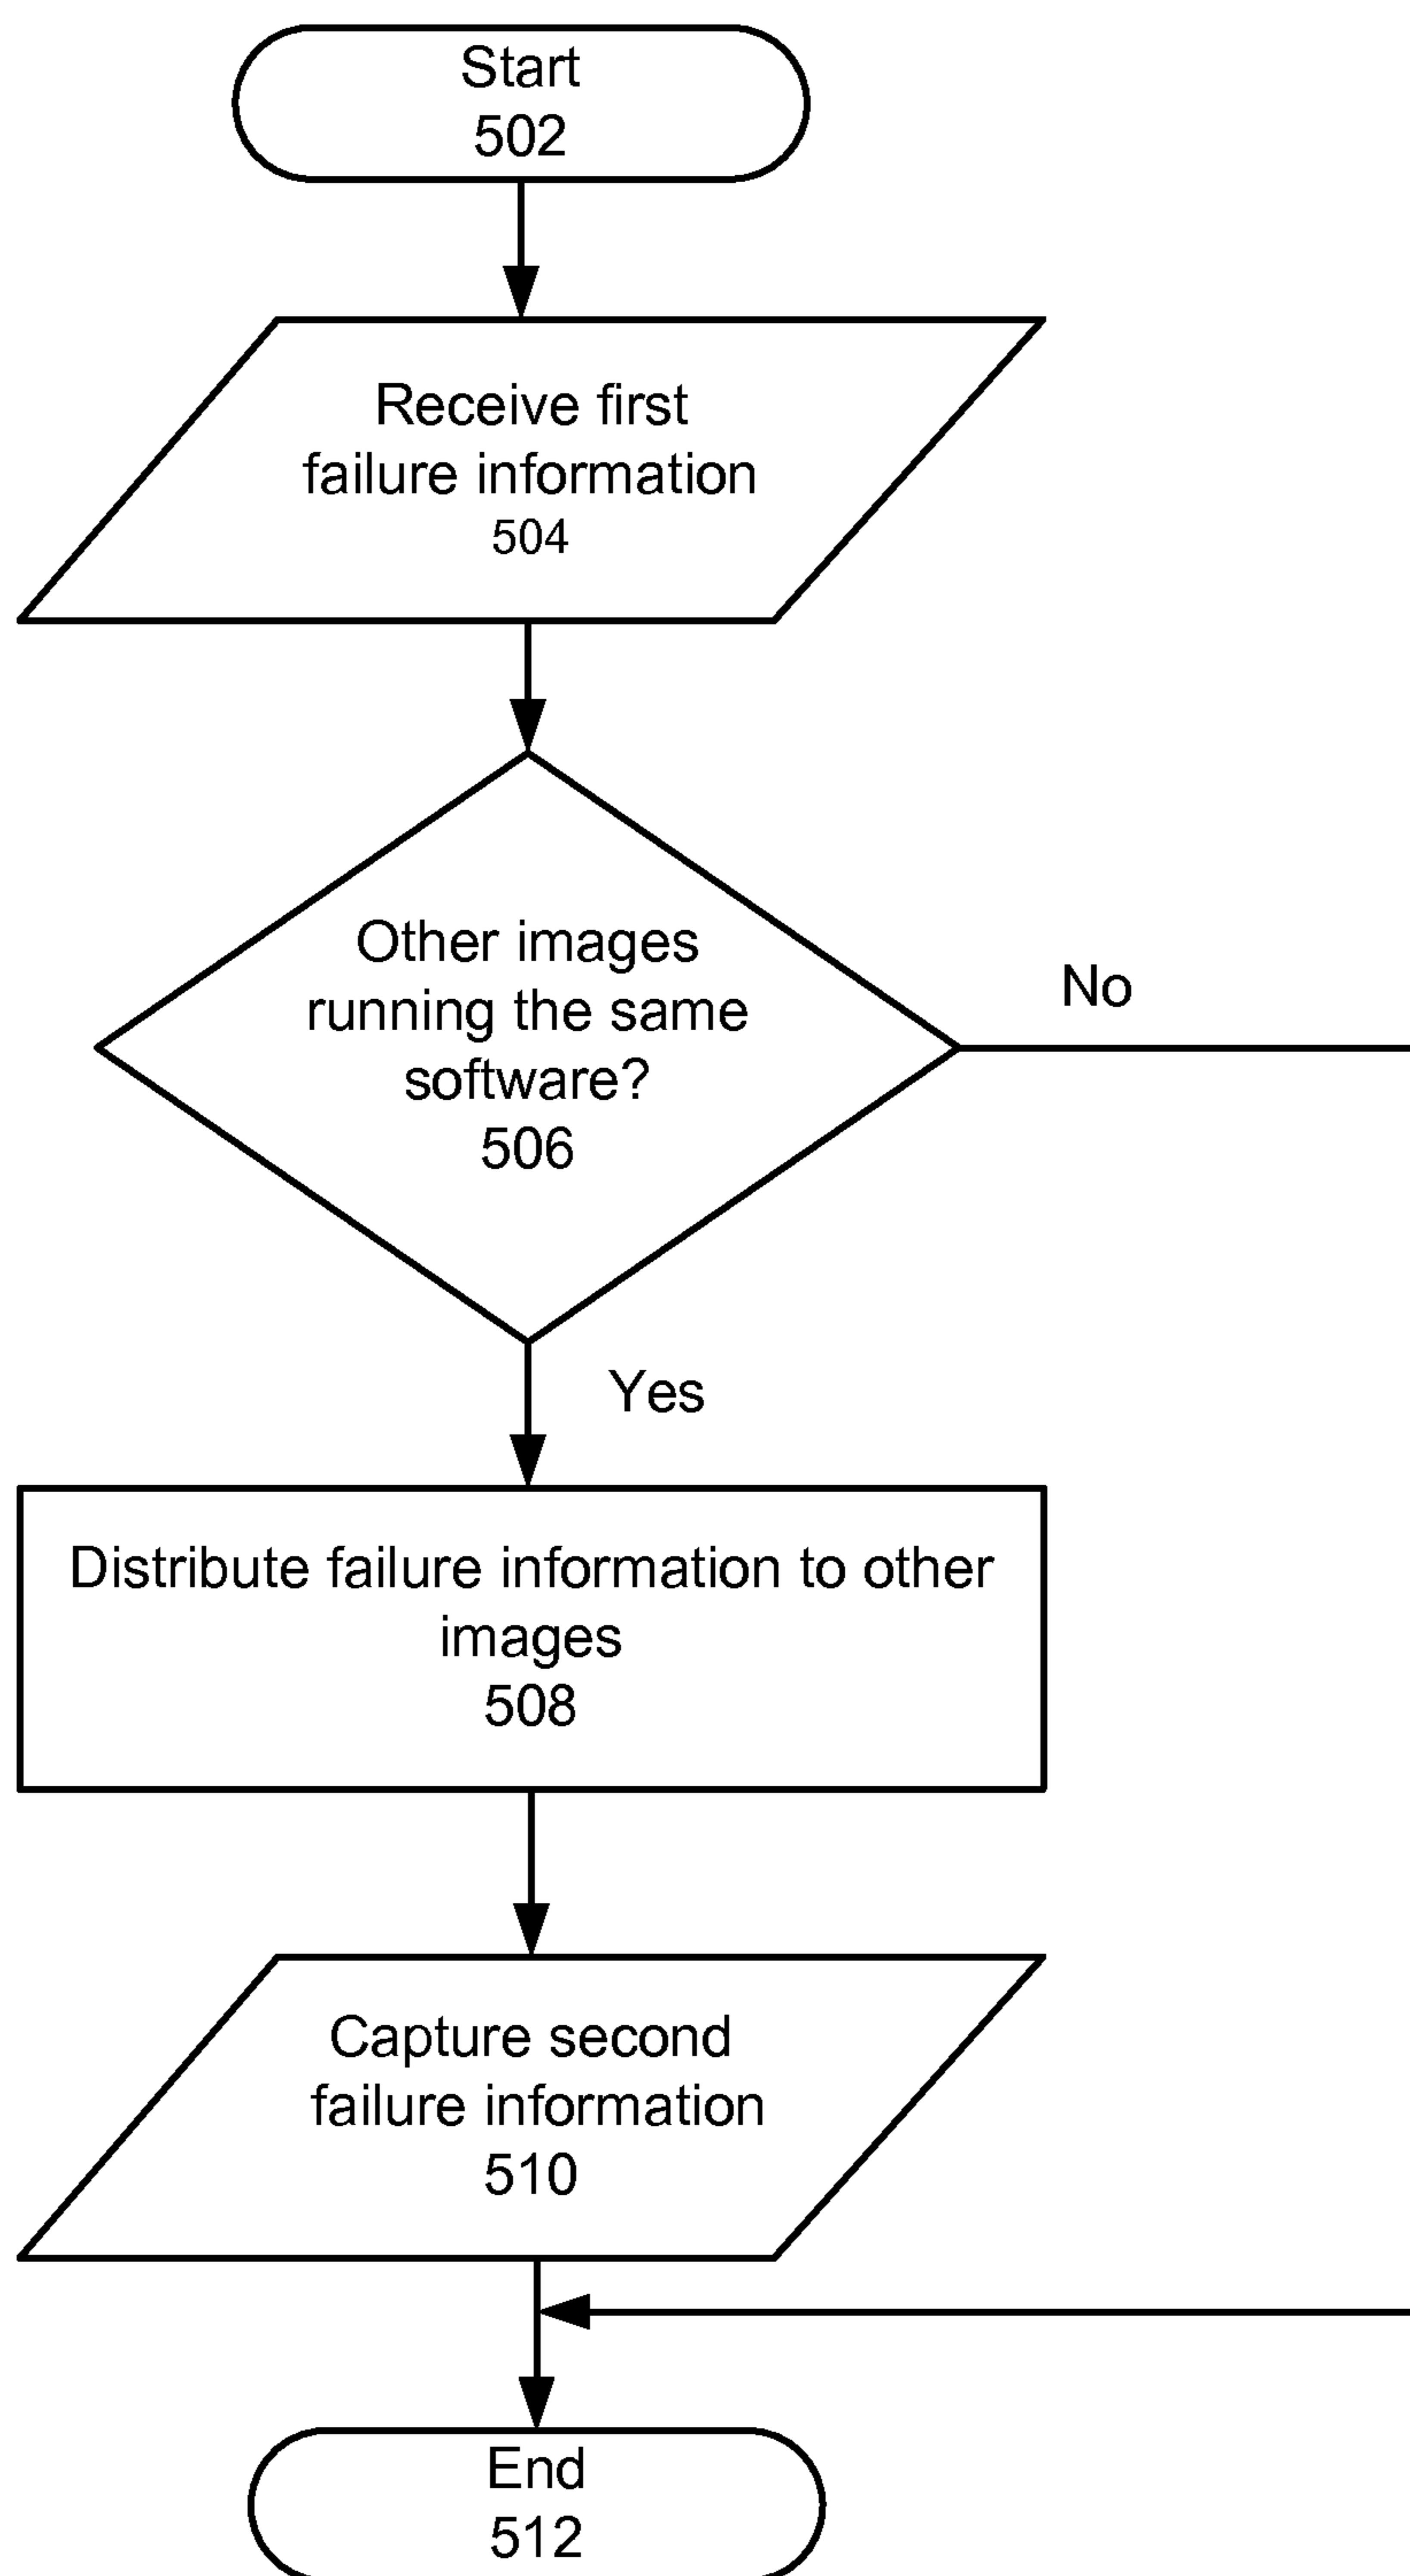 Start
502
Receive first
failure information
504
Other images
running the same
software?
506
No
Yes
Distribute failure information to other
images
508
Capture second
failure information
510
End
512